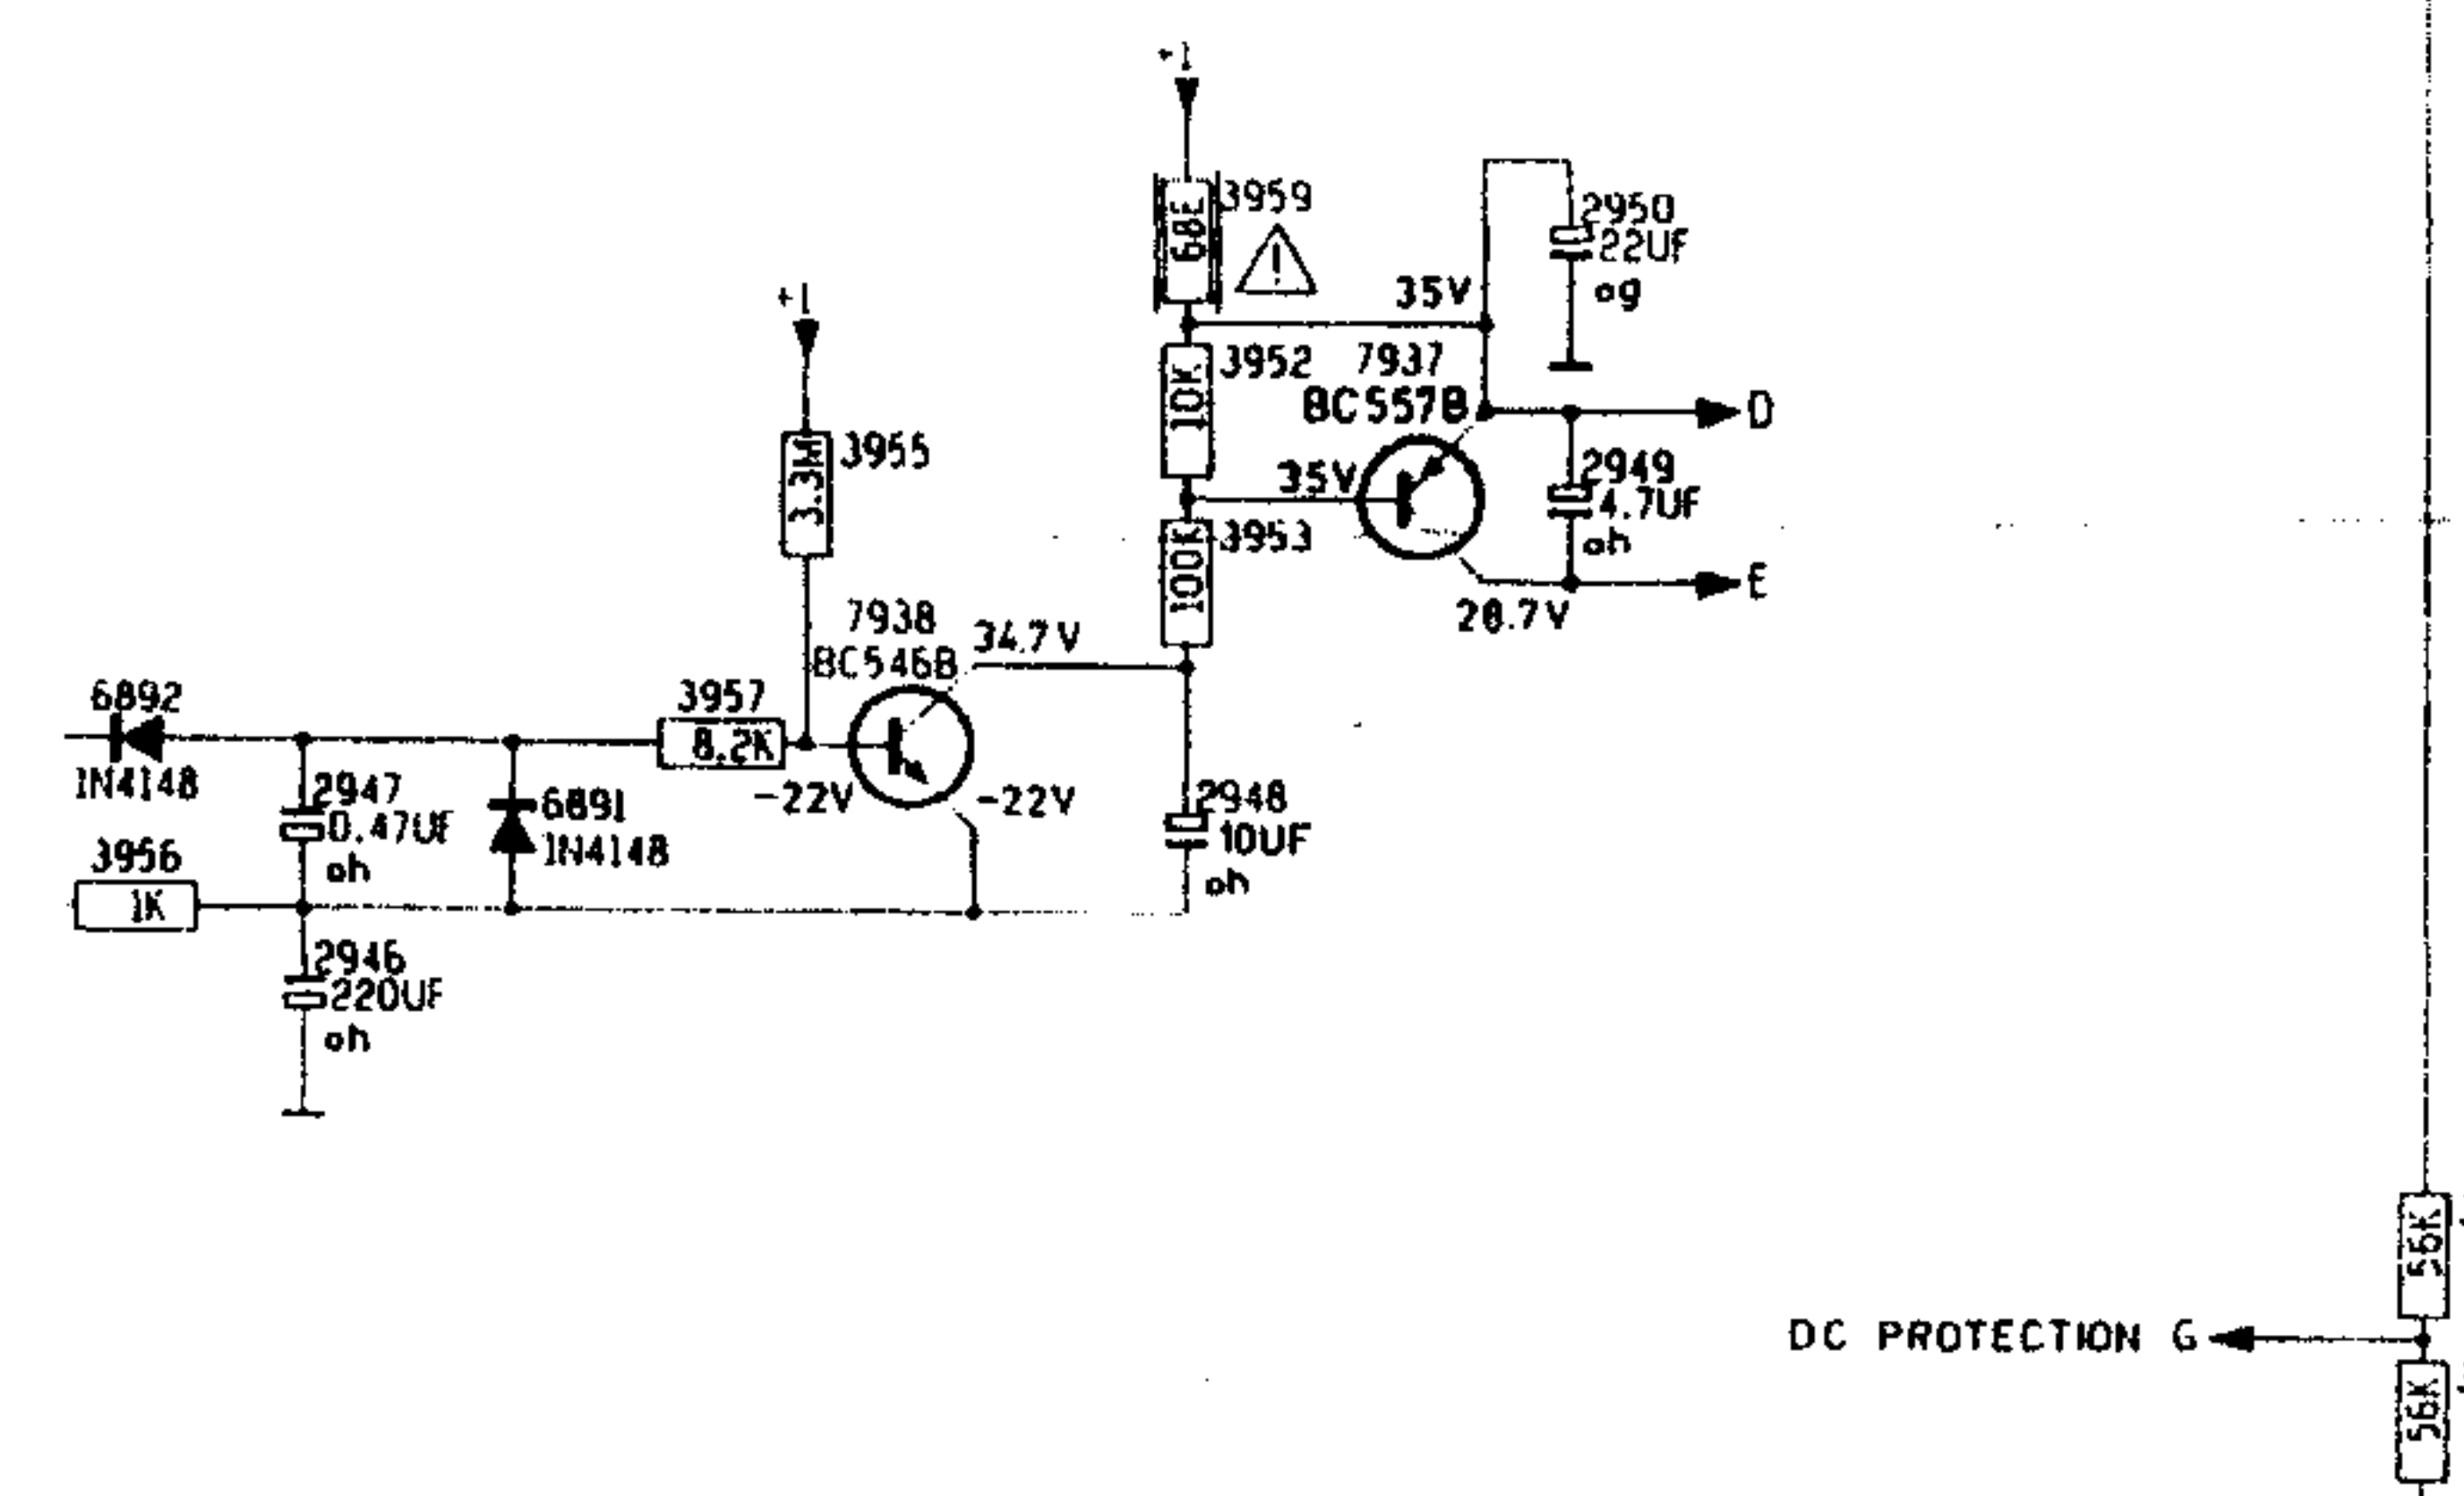 +1
68E
3959
2950
22UF
og
+1
35V
10K
3952
7937
BC557B
D
3.3M
3955
35V
2949
4.7UF
oh
100K
3953
7938
BC546B
34.7V
E
20.7V
6892
1N4148
3957
8.2K
2947
0.47UF
oh
6891
1N4148
-22V
-22V
2948
10UF
oh
3956
1K
2946
220UF
oh
56K
DC PROTECTION G
56K